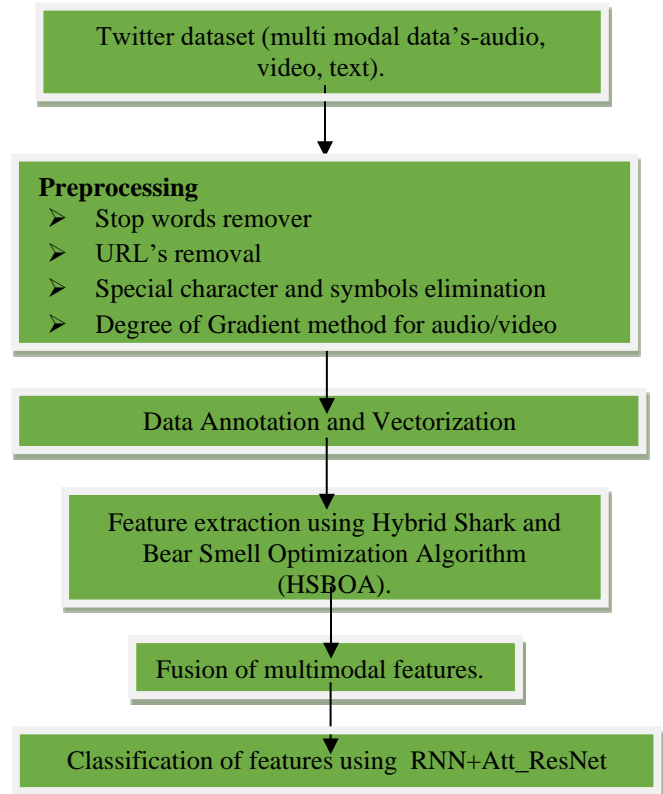 Twitter dataset (multi modal data’s-audio,
video, text).
Preprocessing
➢ Stop words remover
➢ URL’s removal
➢ Special character and symbols elimination
➢ Degree of Gradient method for audio/video
Data Annotation and Vectorization
Feature extraction using Hybrid Shark and
Bear Smell Optimization Algorithm
(HSBOA).
Fusion of multimodal features.
Classification of features using RNN+Att_ResNet